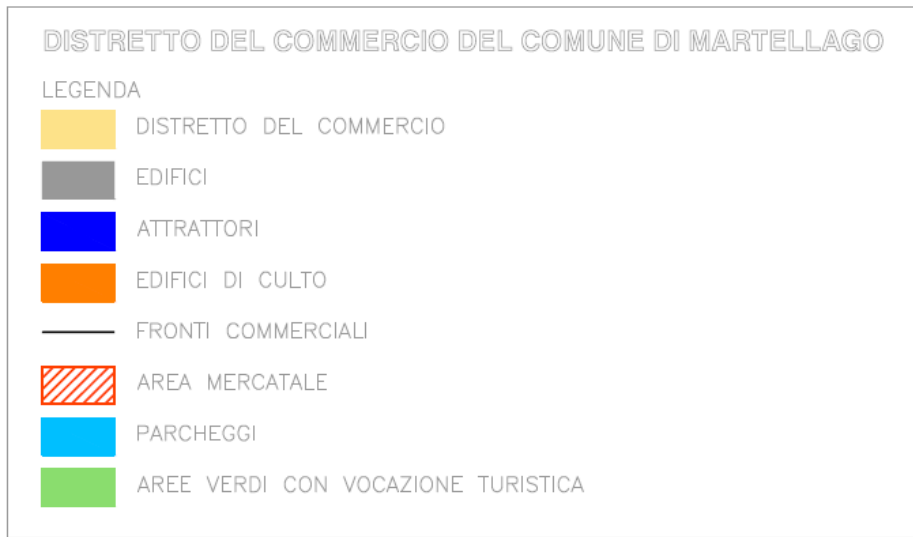 DISTRETTO DEL COMMERCIO DEL COMUNE DI MARTELLAGO
LEGENDA
DISTRETTO DEL COMMERCIO
EDIFICI
ATTRATTORI
EDIFICI DI CULTO
FRONTI COMMERCIALI
AREA MERCATALE
PARCHEGGI
AREE VERDI CON VOCAZIONE TURISTICA